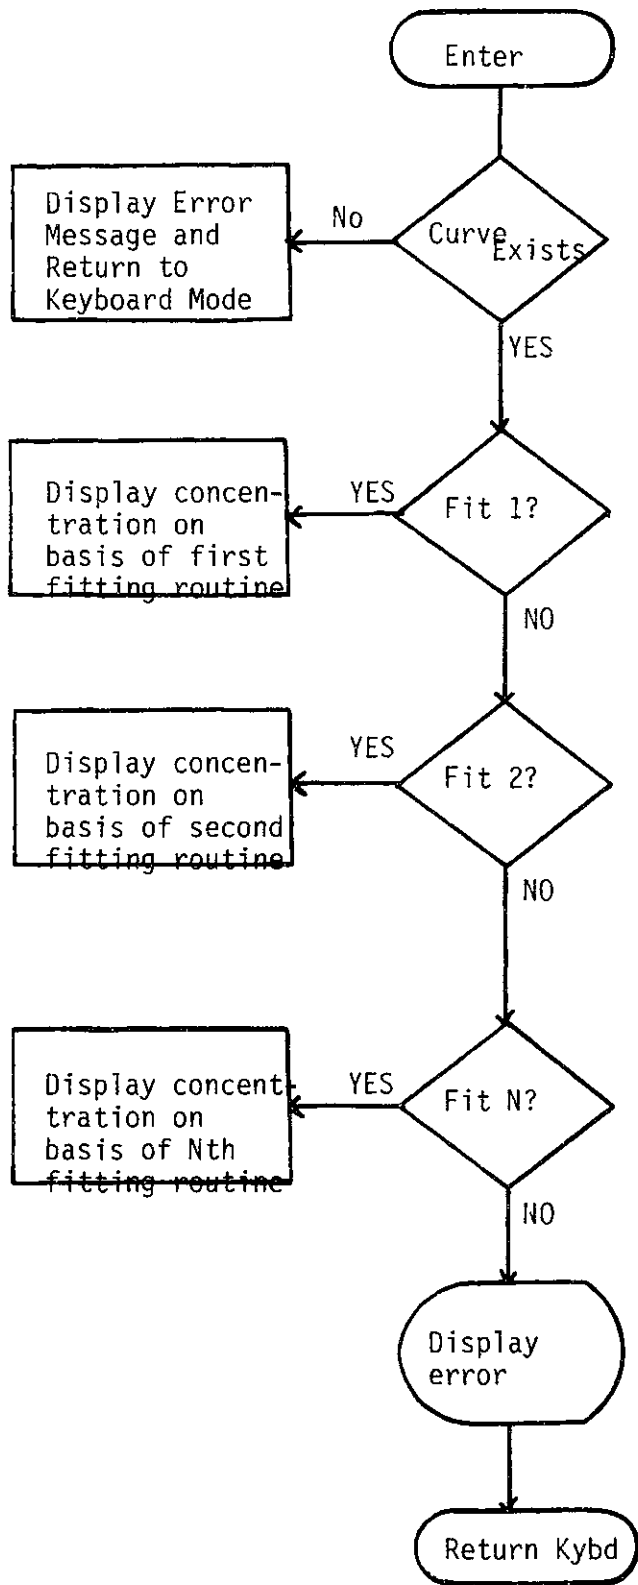 Enter
Display Error
Message and
Return to
Keyboard Mode
No
Curve
Exists
YES
Display concen-
tration on
basis of first
fitting routine
YES
Fit 1?
NO
Display concen-
tration on
basis of second
fitting routine
YES
Fit 2?
NO
Display concent-
tration on
basis of Nth
fitting routine
YES
Fit N?
NO
Display
error
Return Kybd